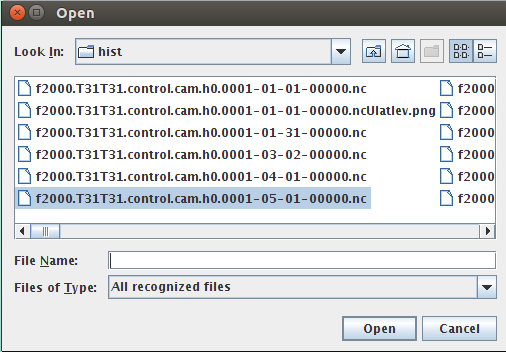 Open
Look In: hist
f2000.T31T31.control.cam.h0.0001-01-01-00000.nc
f2000.T31T31.control.cam.h0.0001-01-01-00000.ncUlatlev.png
f2000.T31T31.control.cam.h0.0001-01-31-00000.nc
f2000.T31T31.control.cam.h0.0001-03-02-00000.nc
f2000.T31T31.control.cam.h0.0001-04-01-00000.nc
f2000.T31T31.control.cam.h0.0001-05-01-00000.nc
f2000
f2000
f2000
f2000
f2000
f2000
File Name:
Files of Type: All recognized files
Open Cancel